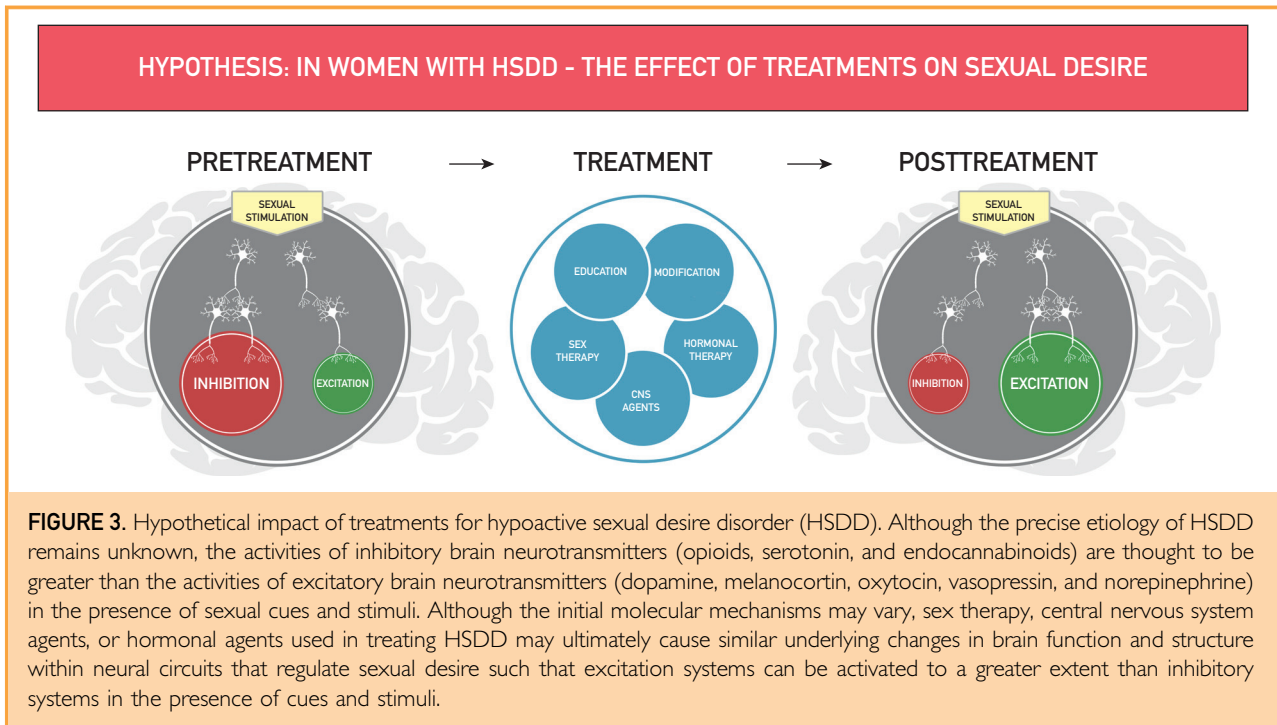 HYPOTHESIS: IN WOMEN WITH HSDD - THE EFFECT OF TREATMENTS ON SEXUAL DESIRE
PRETREATMENT → TREATMENT → POSTTREATMENT
SEXUAL
STIMULATION
INHIBITION
EXCITATION
EDUCATION
MODIFICATION
SEX
THERAPY
HORMONAL
THERAPY
CNS
AGENTS
SEXUAL
STIMULATION
INHIBITION
EXCITATION
FIGURE 3. Hypothetical impact of treatments for hypoactive sexual desire disorder (HSDD). Although the precise etiology of HSDD
remains unknown, the activities of inhibitory brain neurotransmitters (opioids, serotonin, and endocannabinoids) are thought to be
greater than the activities of excitatory brain neurotransmitters (dopamine, melanocortin, oxytocin, vasopressin, and norepinephrine)
in the presence of sexual cues and stimuli. Although the initial molecular mechanisms may vary, sex therapy, central nervous system
agents, or hormonal agents used in treating HSDD may ultimately cause similar underlying changes in brain function and structure
within neural circuits that regulate sexual desire such that excitation systems can be activated to a greater extent than inhibitory
systems in the presence of cues and stimuli.